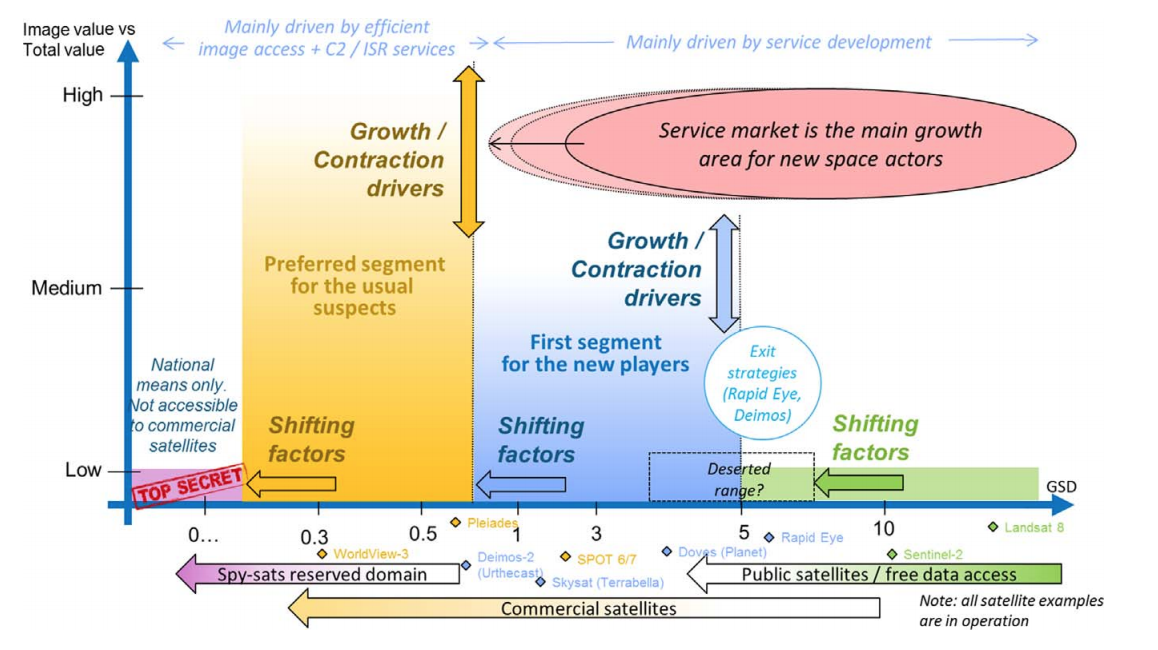 Image value vs
Total value
Mainly driven by efficient
image access + C2 / ISR services
Mainly driven by service development
High
Growth /
Contraction
drivers
Service market is the main growth
area for new space actors
Growth /
Contraction
drivers
Preferred segment
for the usual
suspects
Medium
First segment
for the new players
Exit
strategies
(Rapid Eye,
Deimos)
National
means only.
Not accessible
to commercial
satellites
Shifting
factors
Shifting
factors
Shifting
factors
Low
TOP SECRET
Deserted
range?
GSD
0...
0.3
0.5
1
3
5
10
Pleiades
Landsat 8
Rapid Eye
WorldView-3
Deimos-2
(Urthecast)
SPOT 6/7
Doves (Planet)
Sentinel-2
Skysat (Terrabella)
Spy-sats reserved domain
Public satellites / free data access
Commercial satellites
Note: all satellite examples
are in operation